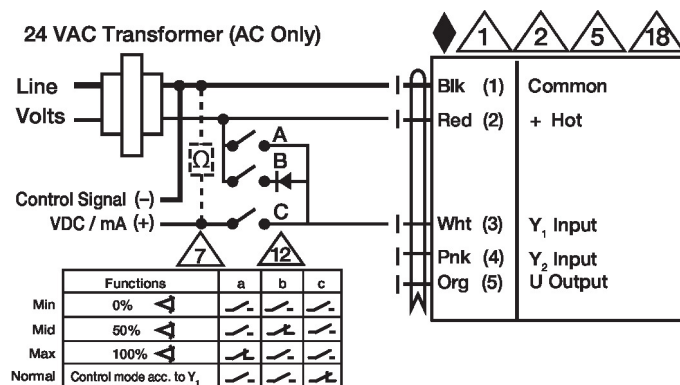 24 VAC Transformer (AC Only)
1 2 5 18
Line
Volts
Blk (1) Common
Red (2) + Hot
A
B
C
Ω
Control Signal (–)
VDC / mA (+)
Wht (3) Y₁ Input
Pnk (4) Y₂ Input
Org (5) U Output
7
12
Functions a b c
Min 0%
Mid 50%
Max 100%
Normal Control mode acc. to Y₁